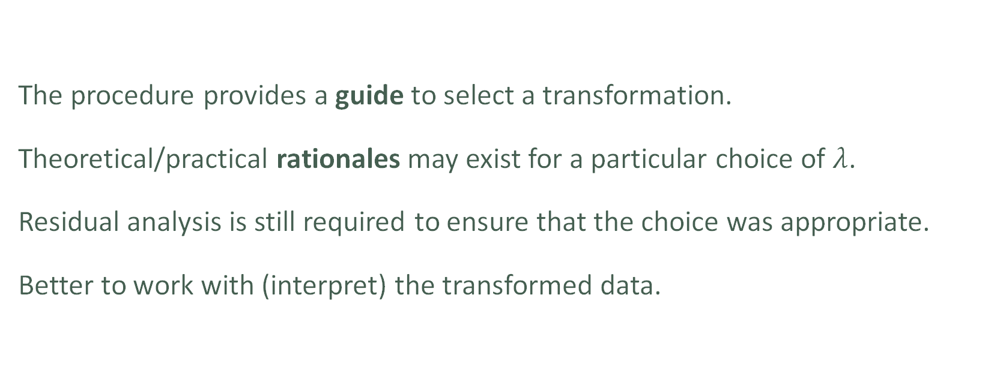 The procedure provides a guide to select a transformation.
Theoretical/practical rationales may exist for a particular choice of λ.
Residual analysis is still required to ensure that the choice was appropriate.
Better to work with (interpret) the transformed data.